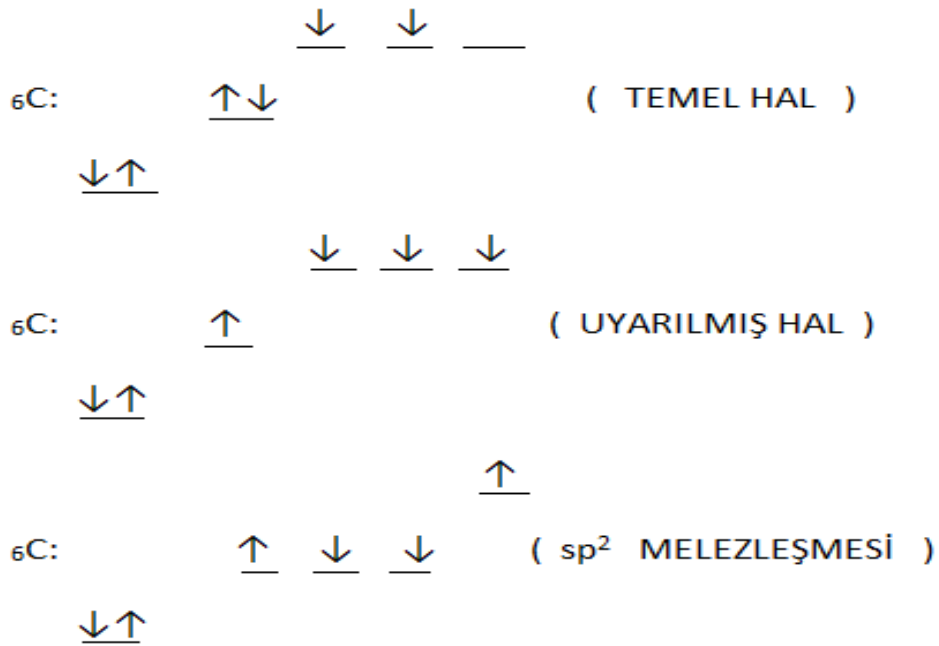 ↓ ↓
₆C: ↑↓ ( TEMEL HAL )
↓↑
↓ ↓ ↓
₆C: ↑ ( UYARILMIŞ HAL )
↓↑
↑
₆C: ↑ ↓ ↓ ( sp² MELEZLEŞMESİ )
↓↑